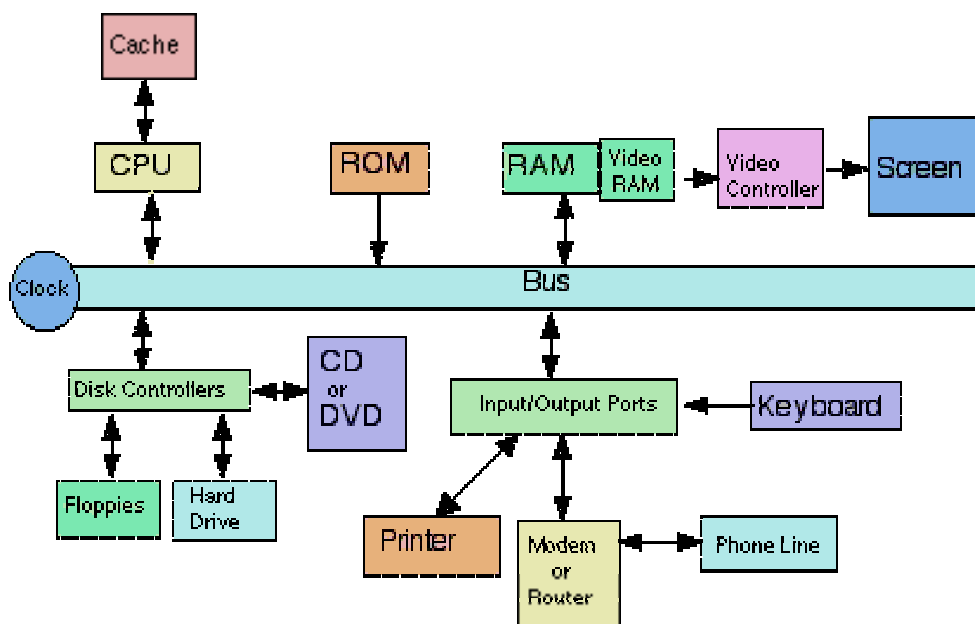 Cache
CPU
ROM
RAM
Video
RAM
Video
Controller
Screen
Bus
Clock
Disk Controllers
CD
or
DVD
Input/Output Ports
Keyboard
Floppies
Hard
Drive
Printer
Modem
or
Router
Phone Line